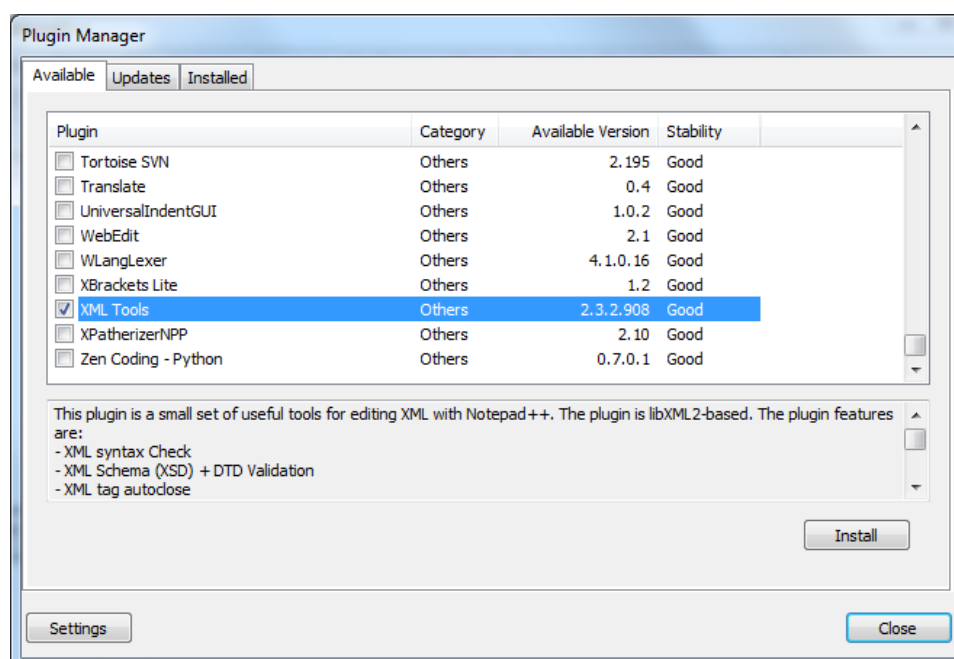 Plugin Manager
Available Updates Installed
Plugin Category Available Version Stability
Tortoise SVN Others 2.195 Good
Translate Others 0.4 Good
UniversalIndentGUI Others 1.0.2 Good
WebEdit Others 2.1 Good
WLangLexer Others 4.1.0.16 Good
XBrackets Lite Others 1.2 Good
XML Tools Others 2.3.2.908 Good
XPatherizerNPP Others 2.10 Good
Zen Coding - Python Others 0.7.0.1 Good
This plugin is a small set of useful tools for editing XML with Notepad++. The plugin is libXML2-based. The plugin features
are:
- XML syntax Check
- XML Schema (XSD) + DTD Validation
- XML tag autoclose
Install
Settings Close